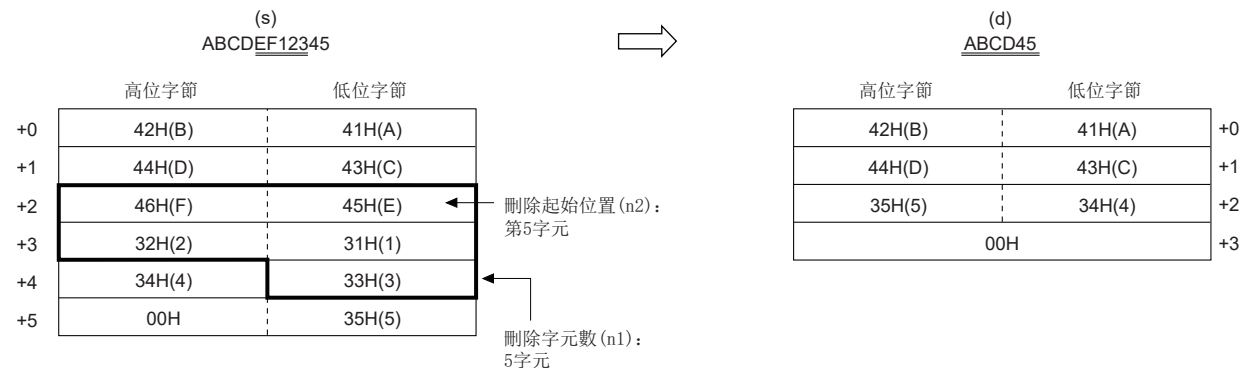 (s)
ABCDEF12345
高位字節 低位字節
+0 42H(B) 41H(A)
+1 44H(D) 43H(C)
+2 46H(F) 45H(E)
+3 32H(2) 31H(1)
+4 34H(4) 33H(3)
+5 00H 35H(5)
刪除起始位置(n2)：
第5字元
刪除字元數(n1)：
5字元
(d)
ABCD45
高位字節 低位字節
42H(B) 41H(A) +0
44H(D) 43H(C) +1
35H(5) 34H(4) +2
00H +3